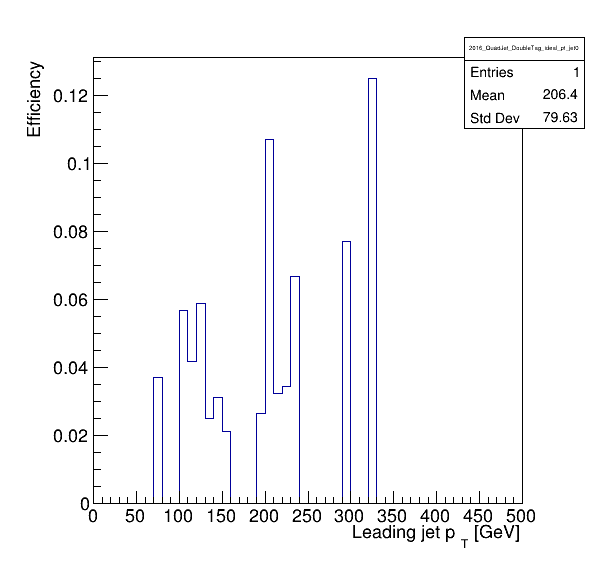 2016_QuadJet_DoubleTag_ideal_pt_jet0
Entries 1
Mean 206.4
Std Dev 79.63
Efficiency
0.12
0.1
0.08
0.06
0.04
0.02
0
0 50 100 150 200 250 300 350 400 450 500
Leading jet p T [GeV]